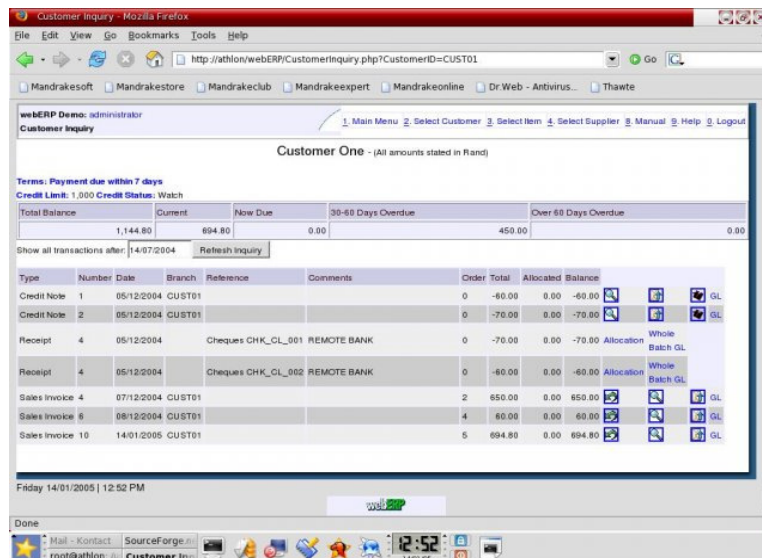 Customer Inquiry - Mozilla Firefox
File Edit View Go Bookmarks Tools Help
http://athlon/webERP/CustomerInquiry.php?CustomerID=CUST01 Go
Mandrakesoft Mandrakestore Mandrakeclub Mandrakeexpert Mandrakeonline Dr.Web - Antivirus... Thawte
webERP Demo: administrator
Customer Inquiry
1. Main Menu 2. Select Customer 3. Select Item 4. Select Supplier 8. Manual 9. Help 0. Logout
Customer One - (All amounts stated in Rand)
Terms: Payment due within 7 days
Credit Limit: 1,000 Credit Status: Watch
Total Balance Current Now Due 30-60 Days Overdue Over 60 Days Overdue
1,144.80 694.80 0.00 450.00 0.00
Show all transactions after: 14/07/2004 Refresh Inquiry
Type Number Date Branch Reference Comments Order Total Allocated Balance
Credit Note 1 05/12/2004 CUST01 0 -60.00 0.00 -60.00 GL
Credit Note 2 05/12/2004 CUST01 0 -70.00 0.00 -70.00 GL
Receipt 4 05/12/2004 Cheques CHK_CL_001 REMOTE BANK 0 -70.00 0.00 -70.00 Allocation Whole Batch GL
Receipt 4 05/12/2004 Cheques CHK_CL_002 REMOTE BANK 0 -60.00 0.00 -60.00 Allocation Whole Batch GL
Sales Invoice 4 07/12/2004 CUST01 2 650.00 0.00 650.00 GL
Sales Invoice 6 08/12/2004 CUST01 4 60.00 0.00 60.00 GL
Sales Invoice 10 14/01/2005 CUST01 5 694.80 0.00 694.80 GL
Friday 14/01/2005 | 12:52 PM
webERP
Done
Mail - Kontact SourceForge.n
root@athlon: Customer Inq
12:52